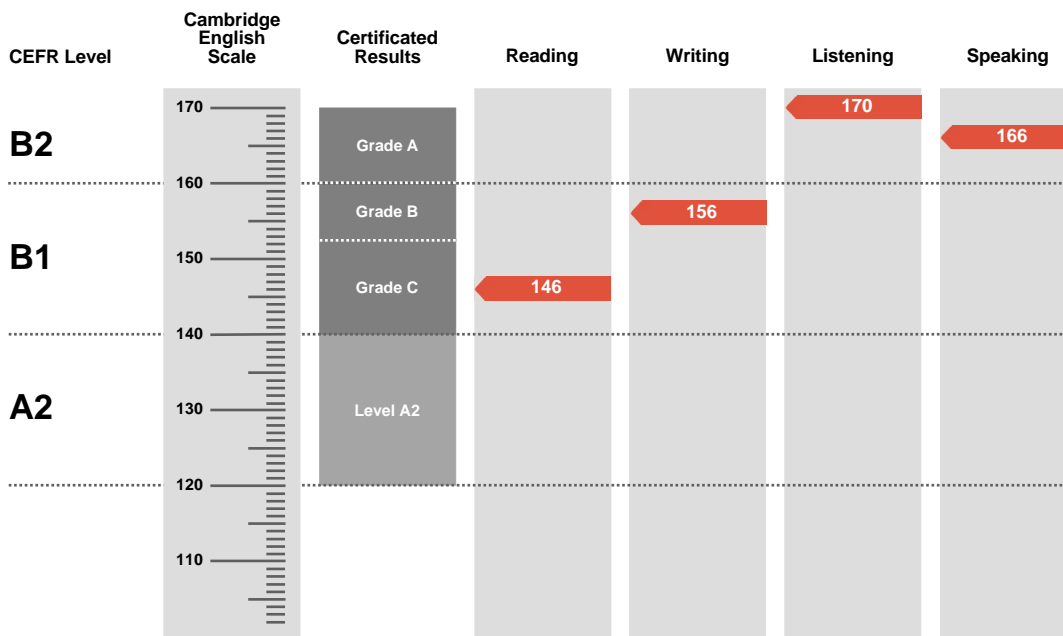 CEFR Level
Cambridge
English
Scale
Certificated
Results
Reading
Writing
Listening
Speaking
170
Grade A
170
166
B2
160
Grade B
156
B1
150
Grade C
146
140
A2
130
Level A2
120
110